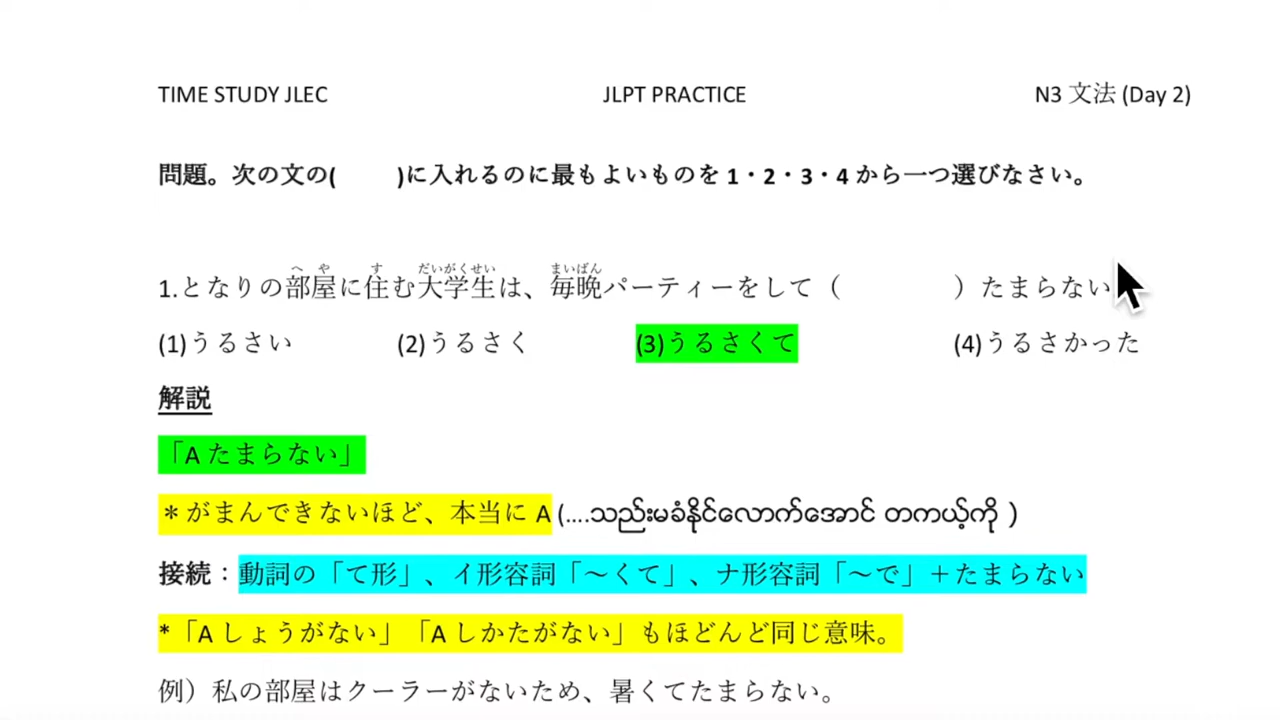 TIME STUDY JLEC JLPT PRACTICE N3 文法 (Day 2)
問題。次の文の( )に入れるのに最もよいものを 1・2・3・4 から一つ選びなさい。
へ や す だいがくせい まいばん
1.となりの部屋に住む大学生は、毎晩パーティーをして（ ）たまらない
(1)うるさい (2)うるさく (3)うるさくて (4)うるさかった
解説
「A たまらない」
＊がまんできないほど、本当に A (....သည်းမခံနိုင်လောက်အောင် တကယ့်ကို )
接続：動詞の「て形」、イ形容詞「～くて」、ナ形容詞「～で」＋たまらない
*「A しょうがない」「A しかたがない」もほどんど同じ意味。
例）私の部屋はクーラーがないため、暑くてたまらない。